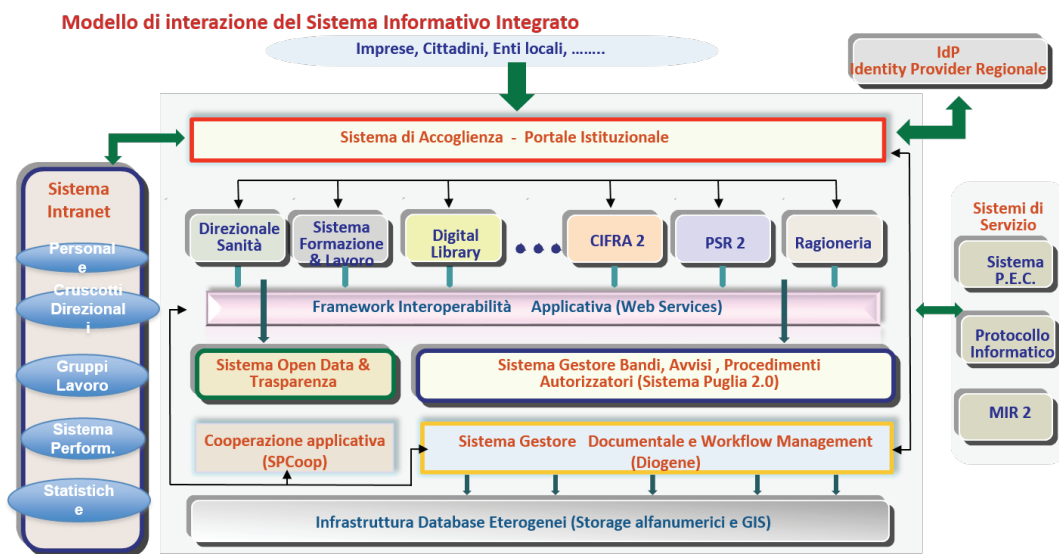 Modello di interazione del Sistema Informativo Integrato
Imprese, Cittadini, Enti locali, ……..
IdP
Identity Provider Regionale
Sistema di Accoglienza - Portale Istituzionale
Sistema
Intranet
Personal
e
Cruscotti
Direzional
i
Gruppi
Lavoro
Sistema
Perform.
Statistich
e
Direzionale
Sanità
Sistema
Formazione
& Lavoro
Digital
Library
CIFRA 2
PSR 2
Ragioneria
Framework Interoperabilità Applicativa (Web Services)
Sistema Open Data &
Trasparenza
Sistema Gestore Bandi, Avvisi , Procedimenti
Autorizzatori (Sistema Puglia 2.0)
Cooperazione applicativa
(SPCoop)
Sistema Gestore Documentale e Workflow Management
(Diogene)
Infrastruttura Database Eterogenei (Storage alfanumerici e GIS)
Sistemi di
Servizio
Sistema
P.E.C.
Protocollo
Informatico
MIR 2